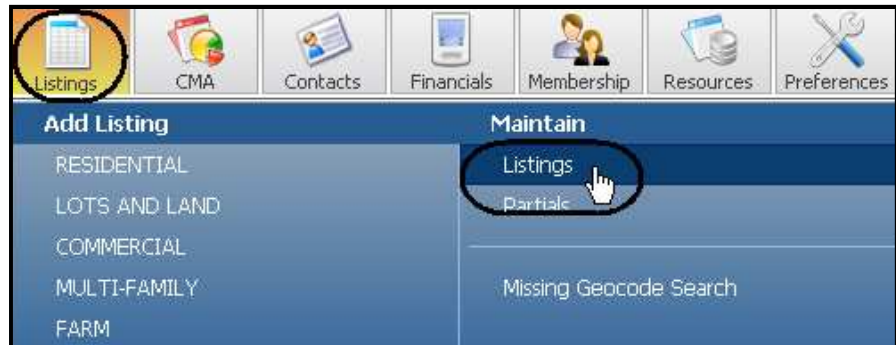 Listings CMA Contacts Financials Membership Resources Preferences
Add Listing Maintain
RESIDENTIAL Listings
LOTS AND LAND Partials
COMMERCIAL
MULTI-FAMILY Missing Geocode Search
FARM